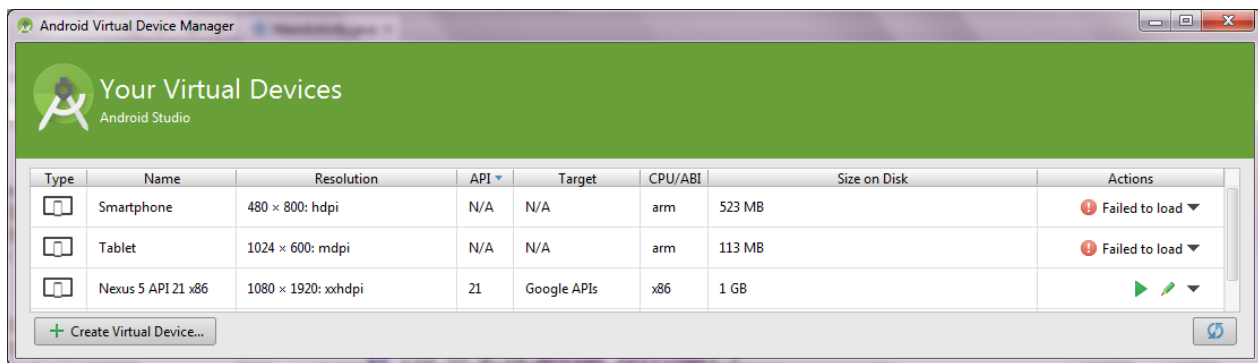 Android Virtual Device Manager
Your Virtual Devices
Android Studio
Type Name Resolution API Target CPU/ABI Size on Disk Actions
Smartphone 480 × 800: hdpi N/A N/A arm 523 MB Failed to load
Tablet 1024 × 600: mdpi N/A N/A arm 113 MB Failed to load
Nexus 5 API 21 x86 1080 × 1920: xxhdpi 21 Google APIs x86 1 GB
Create Virtual Device...